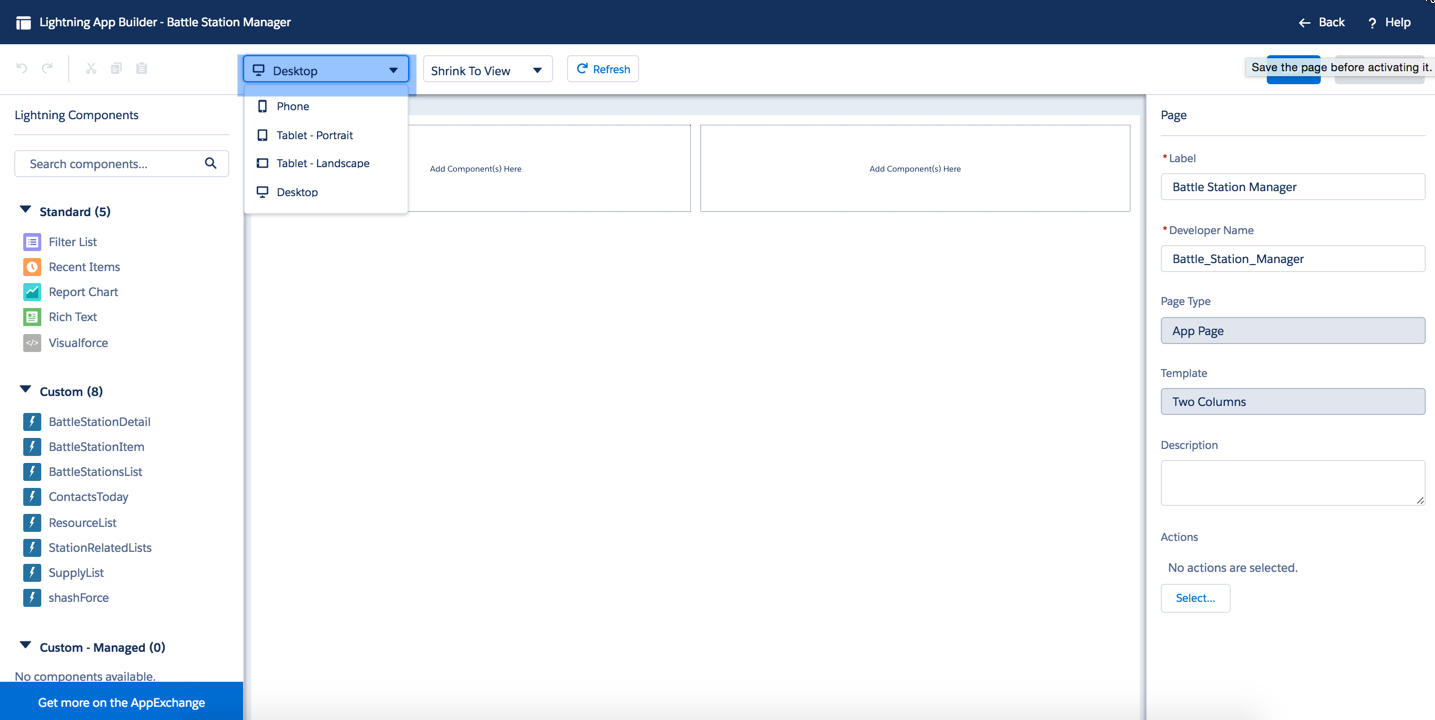 Lightning App Builder - Battle Station Manager
Back
? Help
Desktop
Shrink To View
Refresh
Save the page before activating it.
Phone
Tablet - Portrait
Tablet - Landscape
Desktop
Lightning Components
Search components...
Standard (5)
Filter List
Recent Items
Report Chart
Rich Text
Visualforce
Custom (8)
BattleStationDetail
BattleStationItem
BattleStationsList
ContactsToday
ResourceList
StationRelatedLists
SupplyList
shashForce
Custom - Managed (0)
No components available.
Get more on the AppExchange
Add Component(s) Here
Add Component(s) Here
Page
*Label
Battle Station Manager
*Developer Name
Battle_Station_Manager
Page Type
App Page
Template
Two Columns
Description
Actions
No actions are selected.
Select...